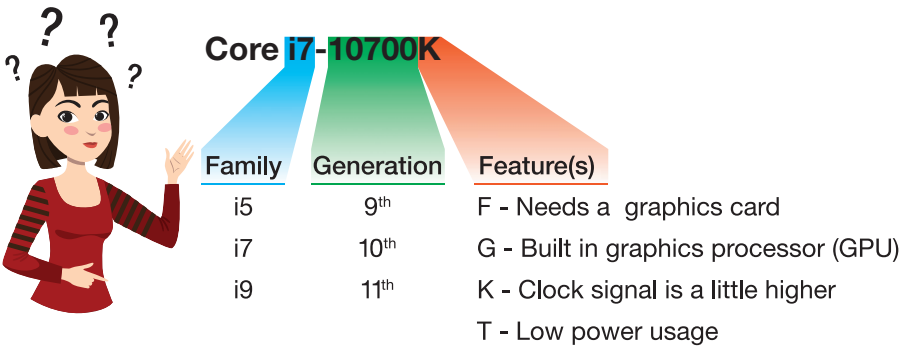 ? ? ? ?
Core i7-10700K
Family Generation Feature(s)
i5 9th F - Needs a graphics card
i7 10th G - Built in graphics processor (GPU)
i9 11th K - Clock signal is a little higher
T - Low power usage